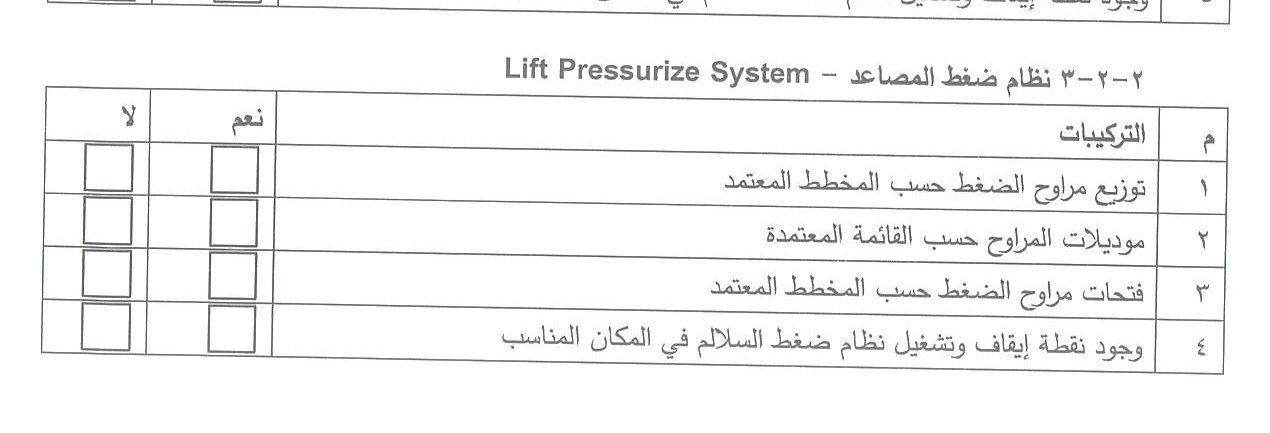 ٢-٢-٣ نظام ضغط المصاعد – Lift Pressurize System
م التركيبات نعم لا
١ توزيع مراوح الضغط حسب المخطط المعتمد
٢ موديلات المراوح حسب القائمة المعتمدة
٣ فتحات مراوح الضغط حسب المخطط المعتمد
٤ وجود نقطة إيقاف وتشغيل نظام ضغط السلالم في المكان المناسب